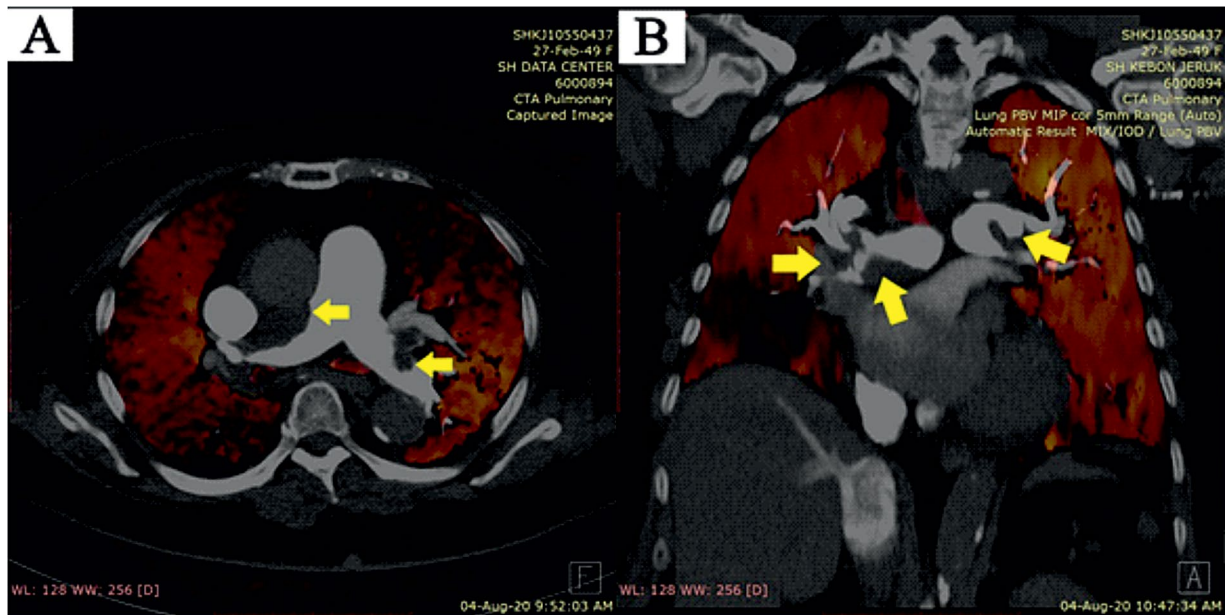 A
SHKJ10550437
27-Feb-49 F
SH DATA CENTER
6000894
CTA Pulmonary
Captured Image
WL: 128 WW: 256 [D]
F
04-Aug-20 9:52:03 AM
B
SHKJ10550437
27-Feb-49 F
SH KEBON JERUK
6000894
CTA Pulmonary
Lung PBV MIP cor 5mm Range (Auto)
Automatic Result MIX/IOD / Lung PBV
WL: 128 WW: 256 [D]
A
04-Aug-20 10:47:34 AM